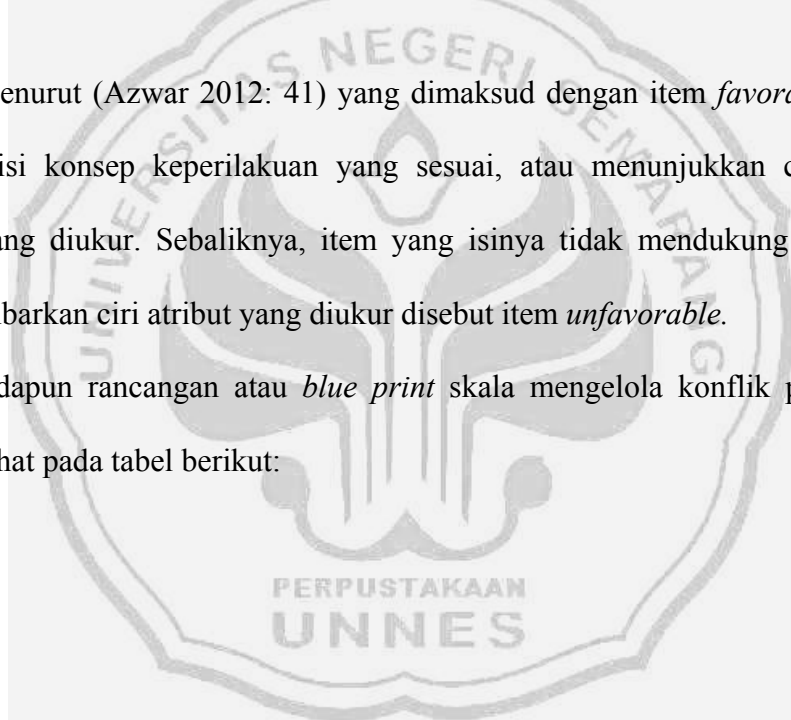 enurut (Azwar 2012: 41) yang dimaksud dengan item favora
isi konsep keperilakuan yang sesuai, atau menunjukkan c
ang diukur. Sebaliknya, item yang isinya tidak mendukung
barkan ciri atribut yang diukur disebut item unfavorable.
dapun rancangan atau blue print skala mengelola konflik p
hat pada tabel berikut:
UNIVERSITAS NEGERI SEMARANG
PERPUSTAKAAN
UNNES